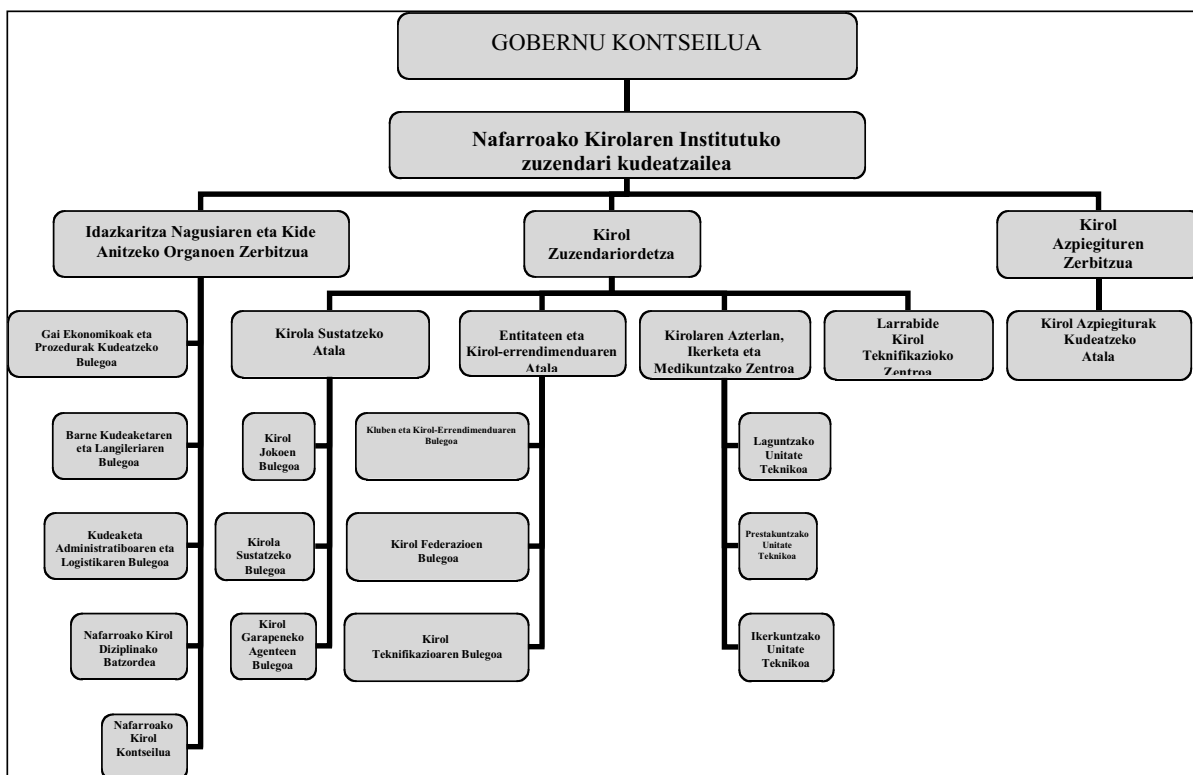 GOBERNU KONTSEILUA
Nafarroako Kirolaren Institutuko
zuzendari kudeatzailea
Idazkaritza Nagusiaren eta Kide
Anitzeko Organoen Zerbitzua
Kirol
Zuzendariordetza
Kirol
Azpiegituren
Zerbitzua
Gai Ekonomikoak eta
Prozedurak Kudeatzeko
Bulegoa
Kirola Sustatzeko
Atala
Entitateen eta
Kirol-errendimenduaren
Atala
Kirolaren Azterlan,
Ikerketa eta
Medikuntzako Zentroa
Larrabide
Kirol
Teknifikazioko
Zentroa
Kirol Azpiegiturak
Kudeatzeko
Atala
Barne Kudeaketaren
eta Langileriaren
Bulegoa
Kirol
Jokoen
Bulegoa
Kluben eta Kirol-Errendimenduaren
Bulegoa
Laguntzako
Unitate
Teknikoa
Kudeaketa
Administratiboaren eta
Logistikaren Bulegoa
Kirola
Sustatzeko
Bulegoa
Kirol Federazioen
Bulegoa
Prestakuntzako
Unitate
Teknikoa
Nafarroako Kirol
Diziplinako
Batzordea
Kirol
Garapeneko
Agenteen
Bulegoa
Kirol
Teknifikazioaren Bulegoa
Ikerkuntzako
Unitate
Teknikoa
Nafarroako
Kirol
Kontseilua